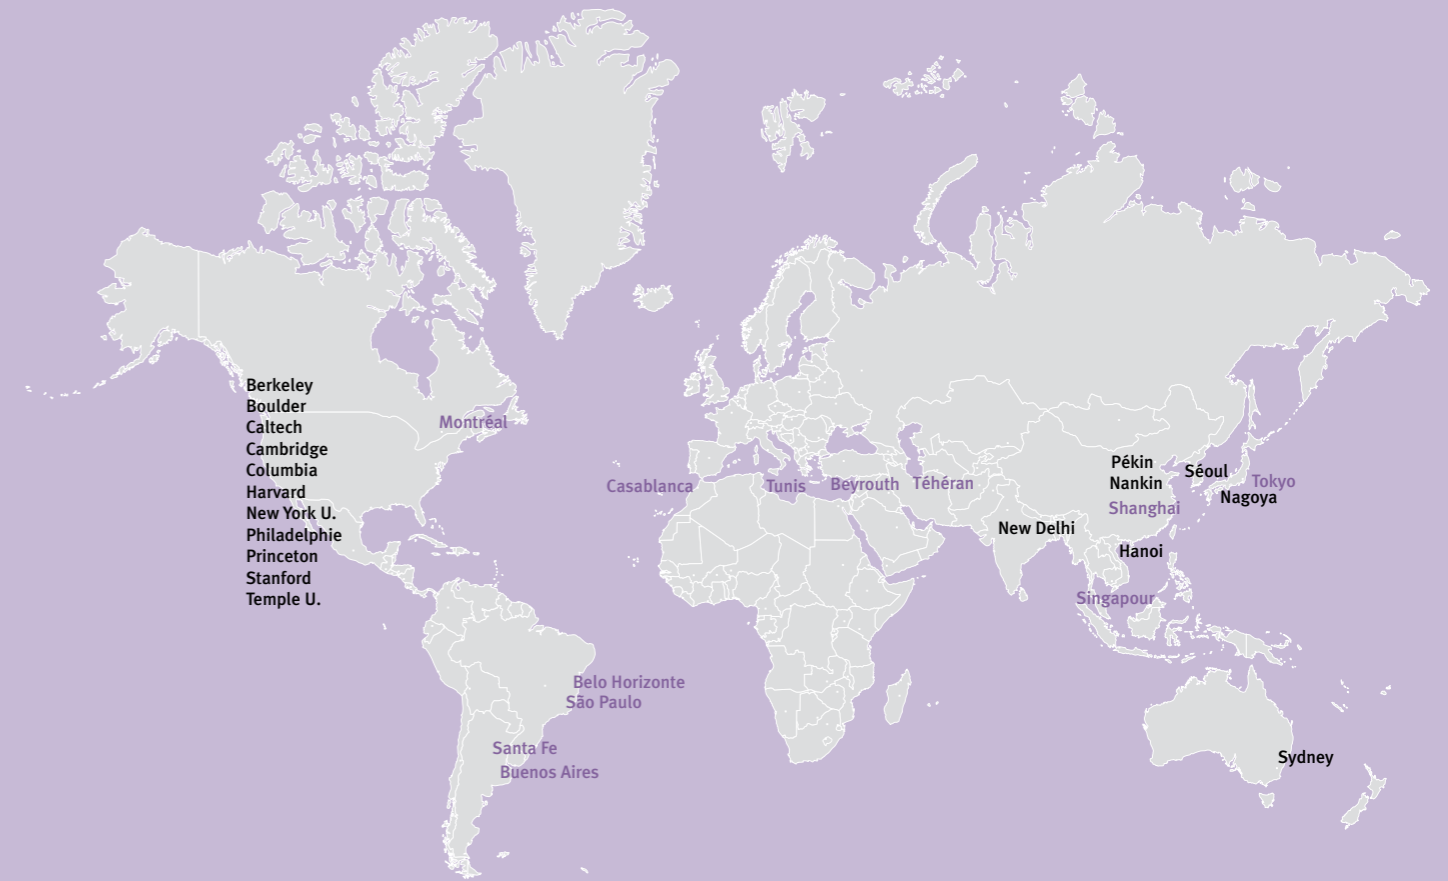 Berkeley
Boulder
Caltech
Cambridge
Columbia
Harvard
New York U.
Philadelphie
Princeton
Stanford
Temple U.
Montréal
Casablanca
Tunis
Beyrouth
Téhéran
Pékin
Nankin
Shanghai
Séoul
Tokyo
Nagoya
New Delhi
Hanoi
Singapour
Belo Horizonte
São Paulo
Santa Fe
Buenos Aires
Sydney